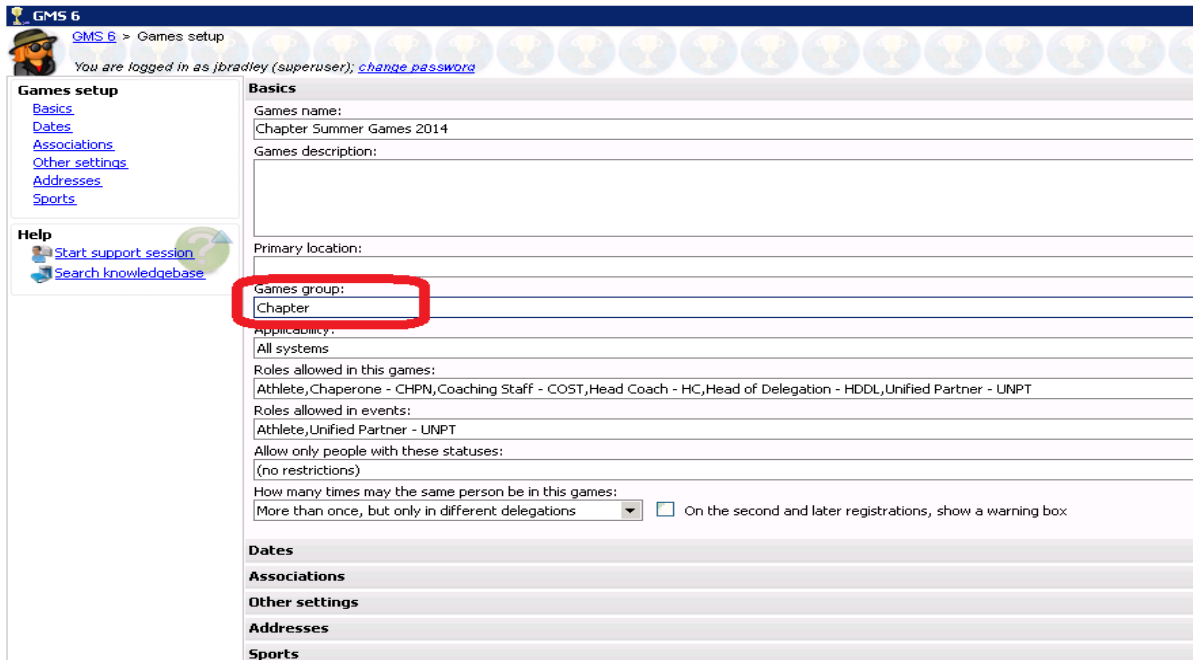 GMS 6
GMS 6 > Games setup
You are logged in as jbradley (superuser); change password
Games setup
Basics
Dates
Associations
Other settings
Addresses
Sports
Help
Start support session
Search knowledgebase
Basics
Games name:
Chapter Summer Games 2014
Games description:
Primary location:
Games group:
Chapter
Applicability:
All systems
Roles allowed in this games:
Athlete,Chaperone - CHPN,Coaching Staff - COST,Head Coach - HC,Head of Delegation - HDDL,Unified Partner - UNPT
Roles allowed in events:
Athlete,Unified Partner - UNPT
Allow only people with these statuses:
(no restrictions)
How many times may the same person be in this games:
More than once, but only in different delegations On the second and later registrations, show a warning box
Dates
Associations
Other settings
Addresses
Sports